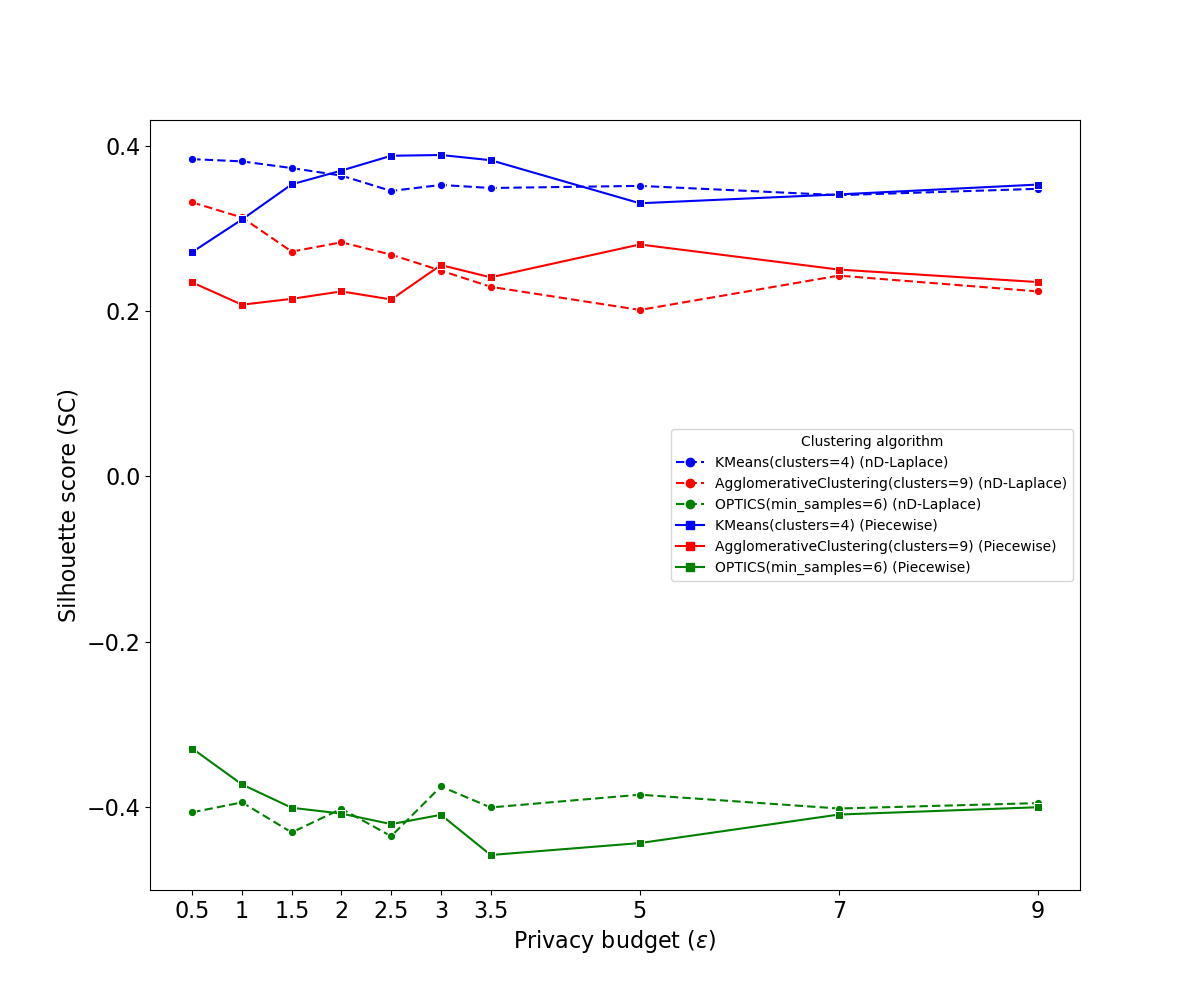 0.4
0.2
0.0
−0.2
−0.4
Silhouette score (SC)
Clustering algorithm
KMeans(clusters=4) (nD-Laplace)
AgglomerativeClustering(clusters=9) (nD-Laplace)
OPTICS(min_samples=6) (nD-Laplace)
KMeans(clusters=4) (Piecewise)
AgglomerativeClustering(clusters=9) (Piecewise)
OPTICS(min_samples=6) (Piecewise)
0.5 1 1.5 2 2.5 3 3.5 5 7 9
Privacy budget (ε)